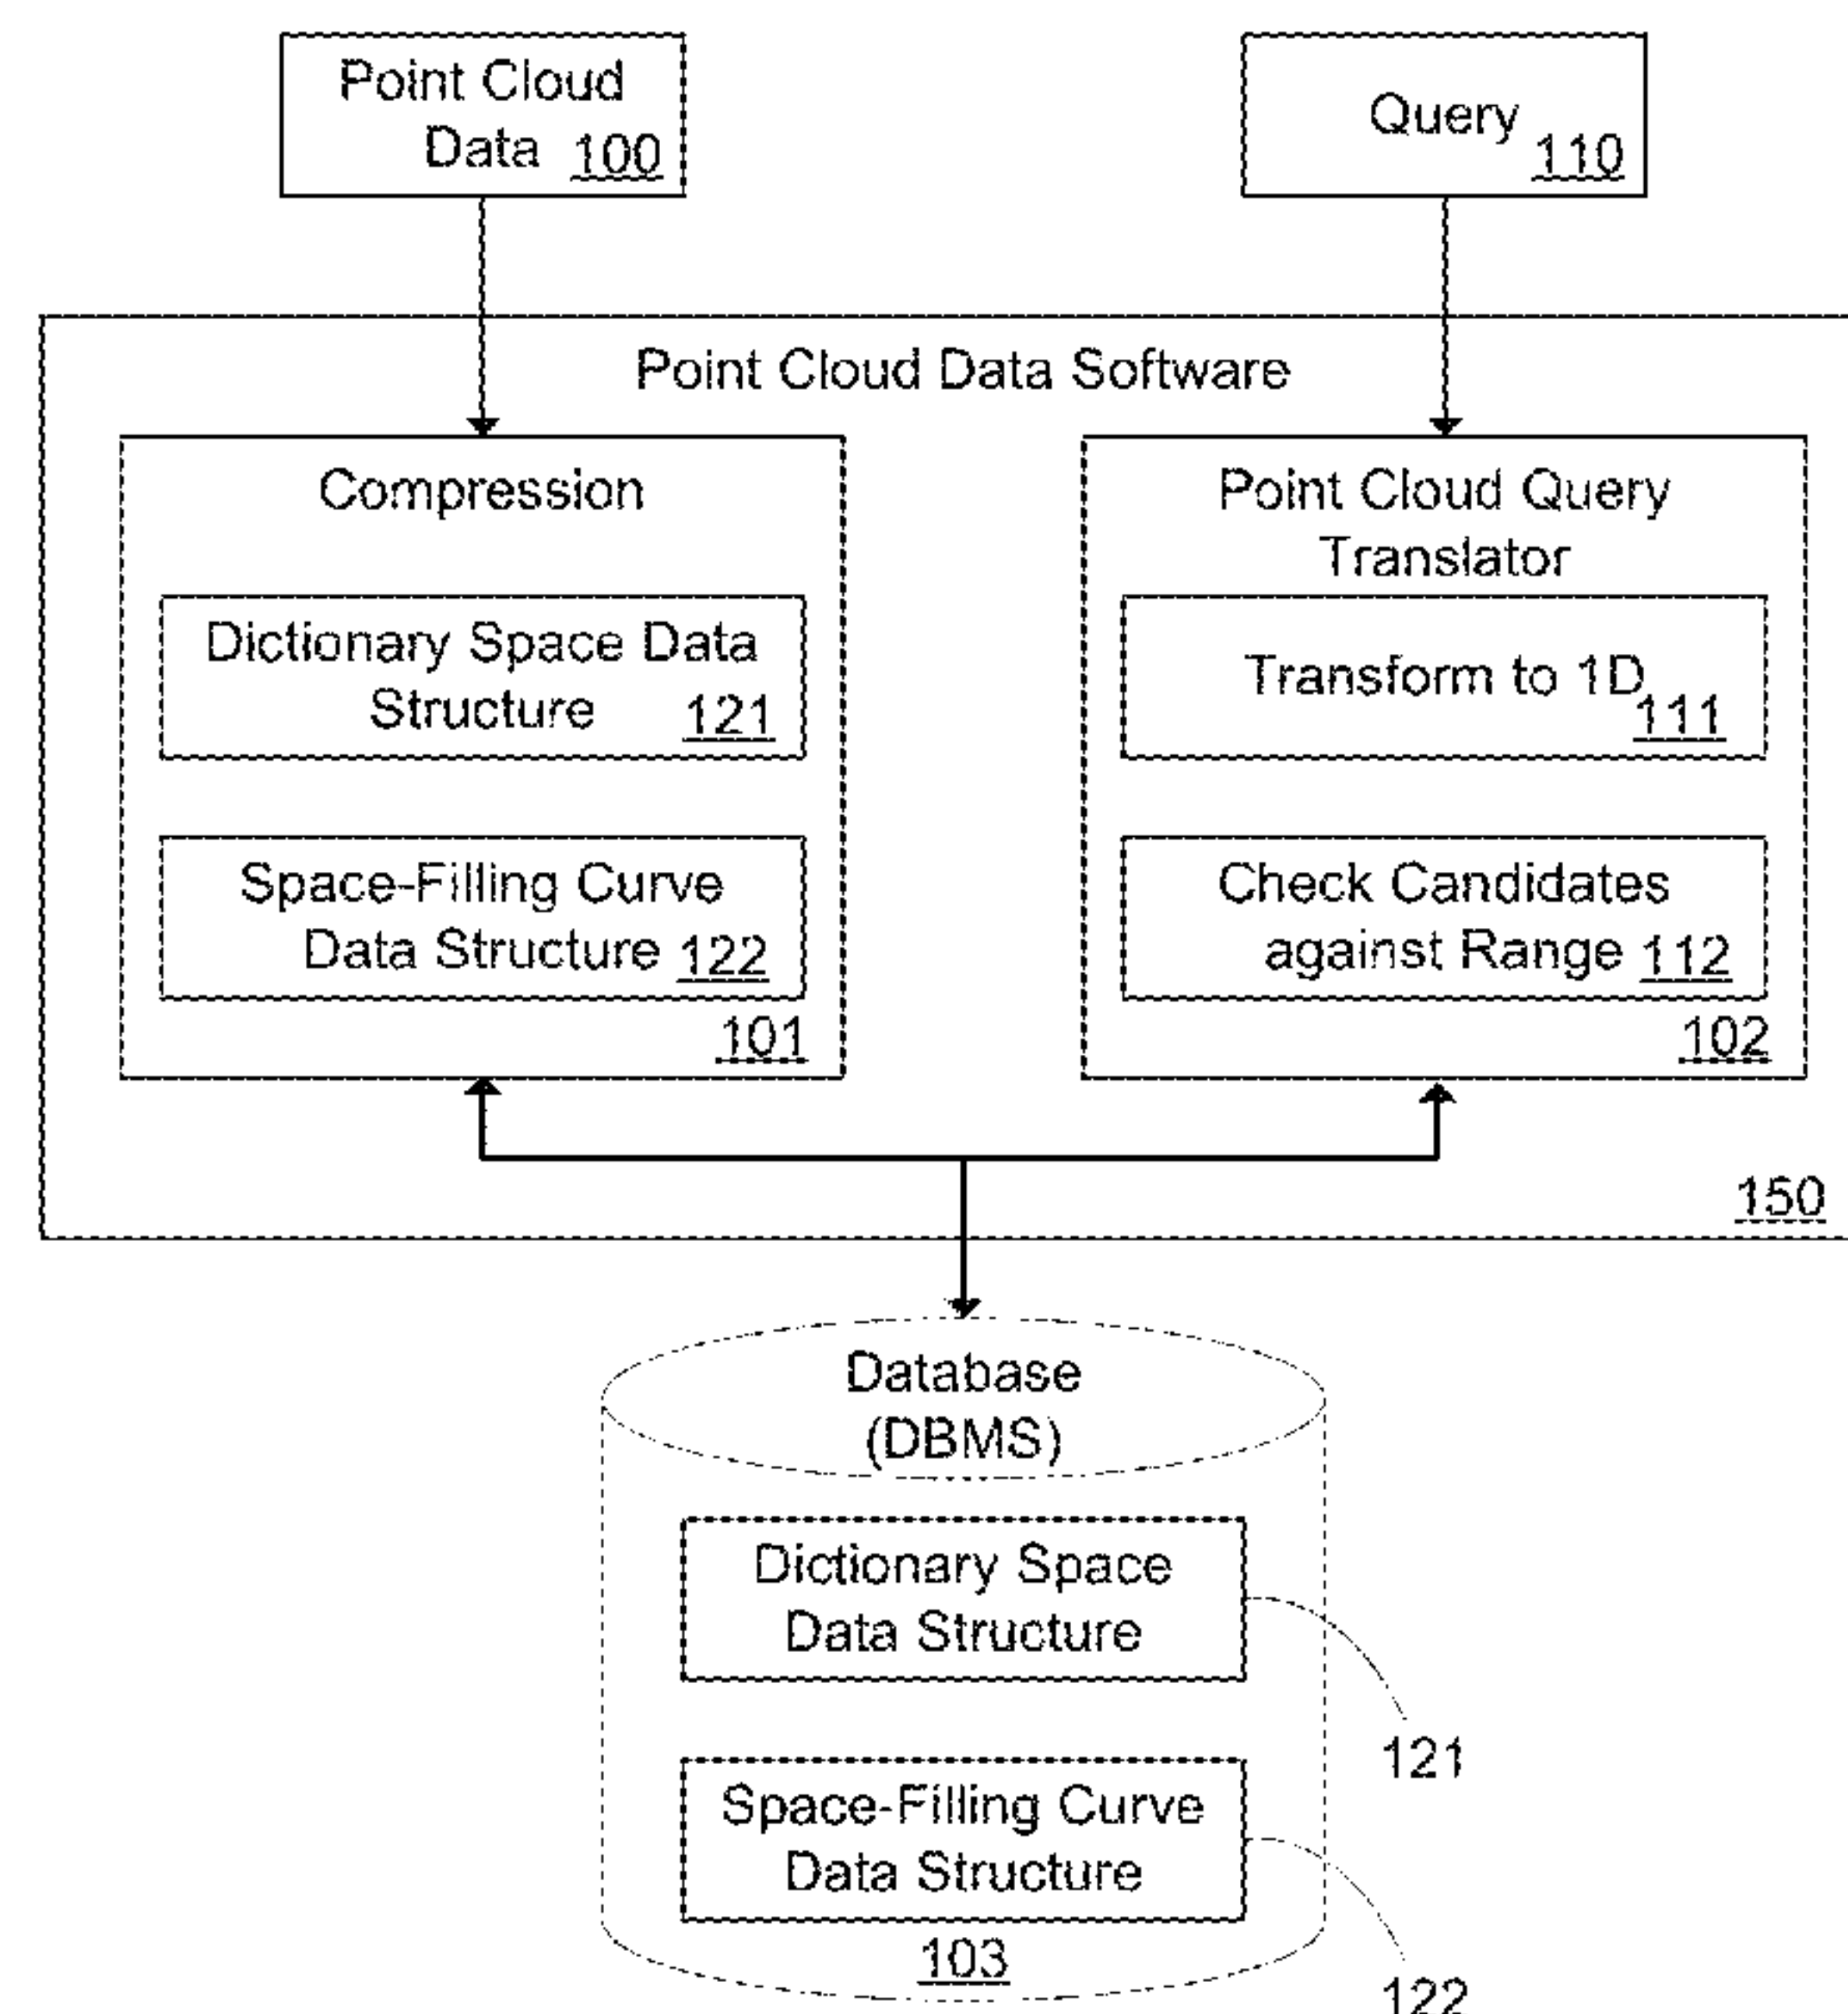 Point Cloud
Data 100
Query 110
Point Cloud Data Software
Compression
Dictionary Space Data
Structure 121
Space-Filling Curve
Data Structure 122
101
Point Cloud Query
Translator
Transform to 1D 111
Check Candidates
against Range 112
102
150
Database
(DBMS)
Dictionary Space
Data Structure
121
Space-Filling Curve
Data Structure
122
103